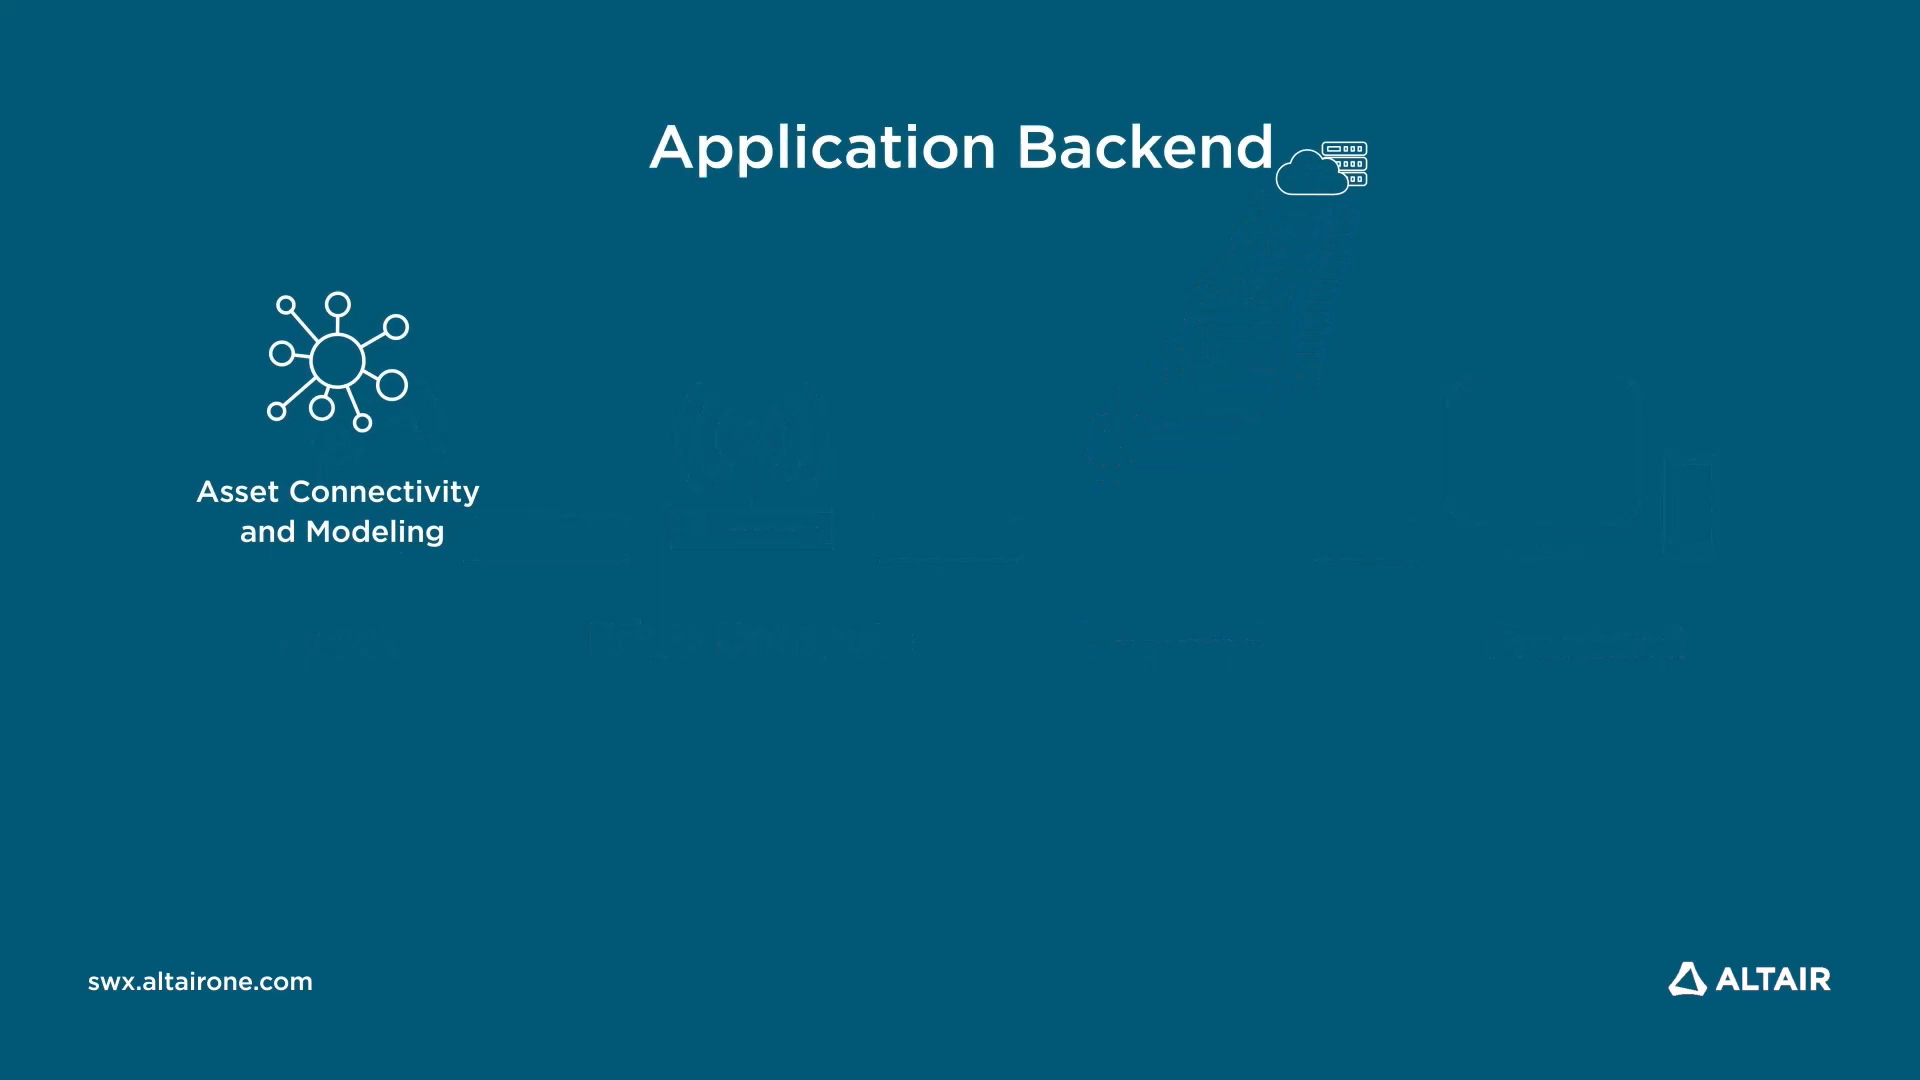 Application Backend
Asset Connectivity
and Modeling
swx.altairone.com
ALTAIR